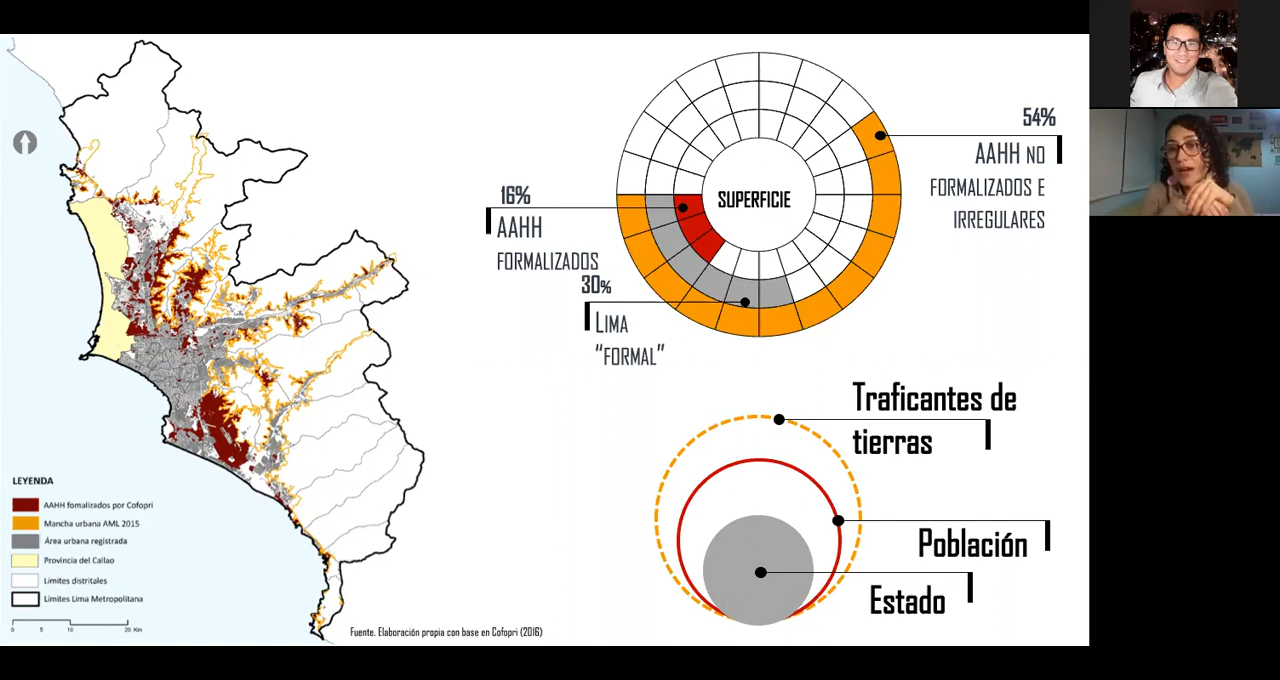 54%
AAHH NO
FORMALIZADOS E
IRREGULARES
16%
AAHH
FORMALIZADOS
SUPERFICIE
30%
LIMA
“FORMAL”
Traficantes de
tierras
Población
Estado
LEYENDA
AAHH fomalizados por Cofopri
Mancha urbana AML 2015
Área urbana registrada
Provincia del Callao
Límites distritales
Límites Lima Metropolitana
0 5 10 20 Km
Fuente. Elaboración propia con base en Cofopri (2016)